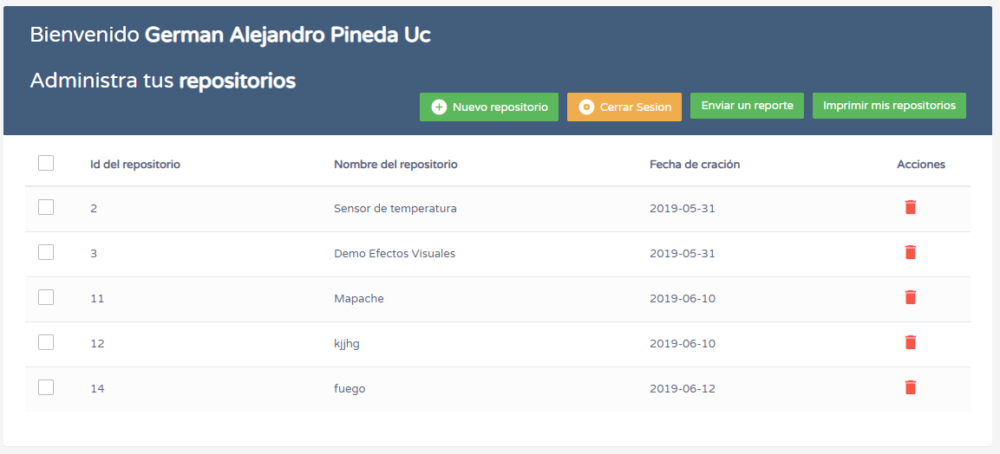 Bienvenido German Alejandro Pineda Uc
Administra tus repositorios
Nuevo repositorio Cerrar Sesion Enviar un reporte Imprimir mis repositorios
Id del repositorio Nombre del repositorio Fecha de cración Acciones
2 Sensor de temperatura 2019-05-31
3 Demo Efectos Visuales 2019-05-31
11 Mapache 2019-06-10
12 kjjhg 2019-06-10
14 fuego 2019-06-12